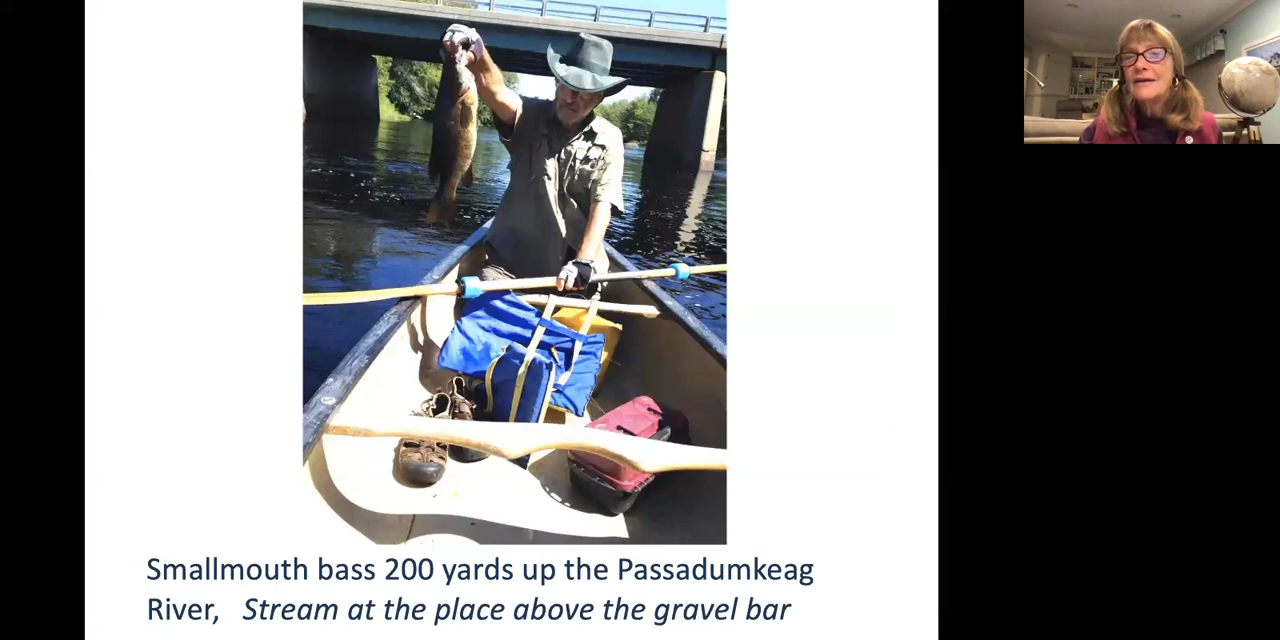 Smallmouth bass 200 yards up the Passadumkeag
River, Stream at the place above the gravel bar